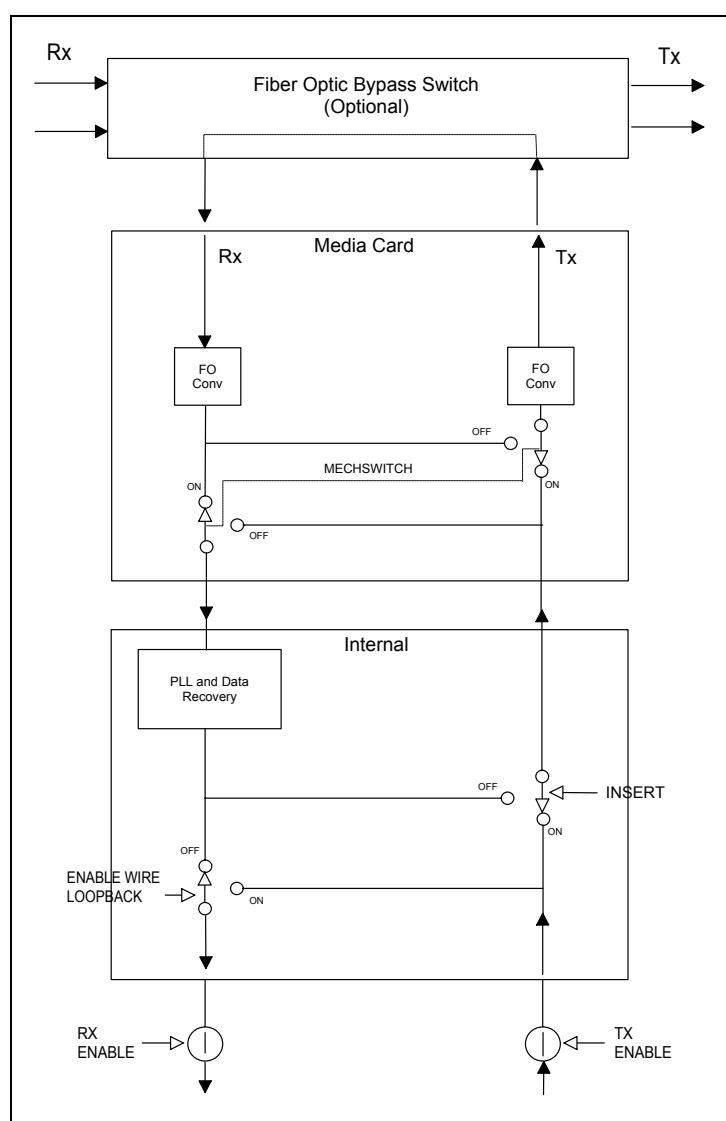 Rx
Tx
Fiber Optic Bypass Switch
(Optional)
Media Card
Rx
Tx
FO
Conv
FO
Conv
OFF
MECHSWITCH
ON
ON
OFF
Internal
PLL and Data
Recovery
OFF
INSERT
ON
OFF
ENABLE WIRE
LOOPBACK
ON
RX
ENABLE
TX
ENABLE